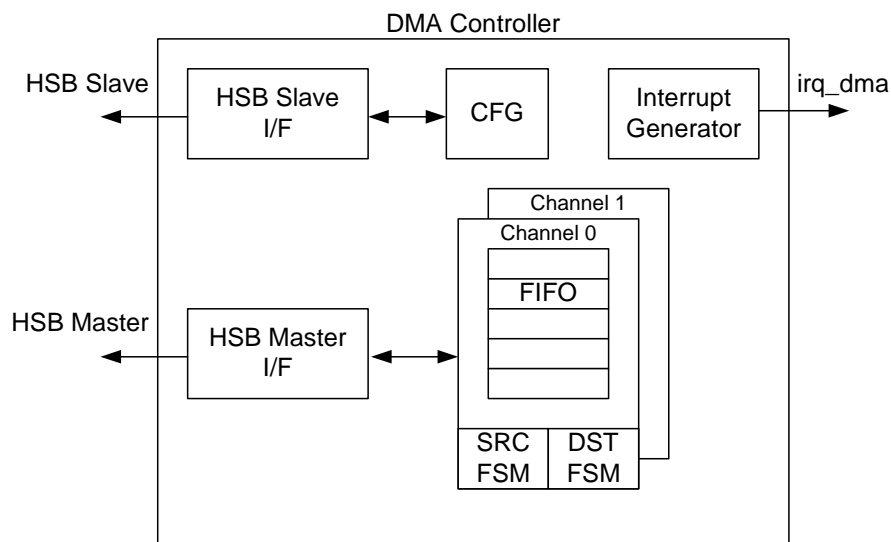 DMA Controller
HSB Slave
HSB Slave
I/F
CFG
Interrupt
Generator
irq_dma
Channel 1
Channel 0
FIFO
HSB Master
HSB Master
I/F
SRC
FSM
DST
FSM